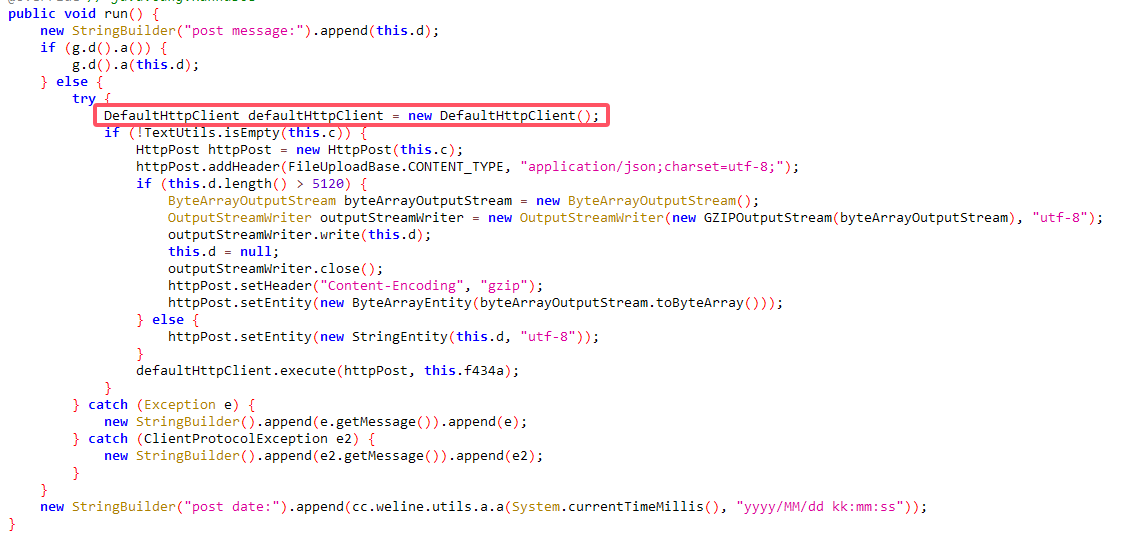 public void run() {
new StringBuilder("post message:").append(this.d);
if (g.d().a()) {
g.d().a(this.d);
} else {
try {
DefaultHttpClient defaultHttpClient = new DefaultHttpClient();
if (!TextUtils.isEmpty(this.c)) {
HttpPost httpPost = new HttpPost(this.c);
httpPost.addHeader(FileUploadBase.CONTENT_TYPE, "application/json;charset=utf-8;");
if (this.d.length() > 5120) {
ByteArrayOutputStream byteArrayOutputStream = new ByteArrayOutputStream();
OutputStreamWriter outputStreamWriter = new OutputStreamWriter(new GZIPOutputStream(byteArrayOutputStream), "utf-8");
outputStreamWriter.write(this.d);
this.d = null;
outputStreamWriter.close();
httpPost.setHeader("Content-Encoding", "gzip");
httpPost.setEntity(new ByteArrayEntity(byteArrayOutputStream.toByteArray()));
} else {
httpPost.setEntity(new StringEntity(this.d, "utf-8"));
}
defaultHttpClient.execute(httpPost, this.f434a);
}
} catch (Exception e) {
new StringBuilder().append(e.getMessage()).append(e);
} catch (ClientProtocolException e2) {
new StringBuilder().append(e2.getMessage()).append(e2);
}
}
new StringBuilder("post date:").append(cc.weline.utils.a.a(System.currentTimeMillis(), "yyyy/MM/dd kk:mm:ss"));
}